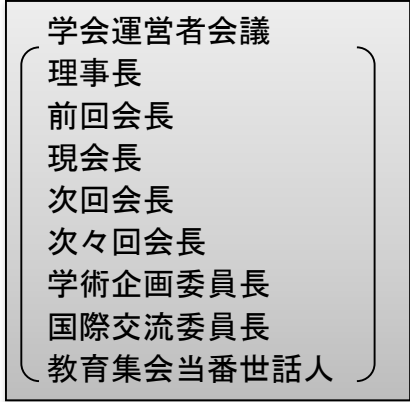 学会運営者会議
理事長
前回会長
現会長
次回会長
次々回会長
学術企画委員長
国際交流委員長
教育集会当番世話人